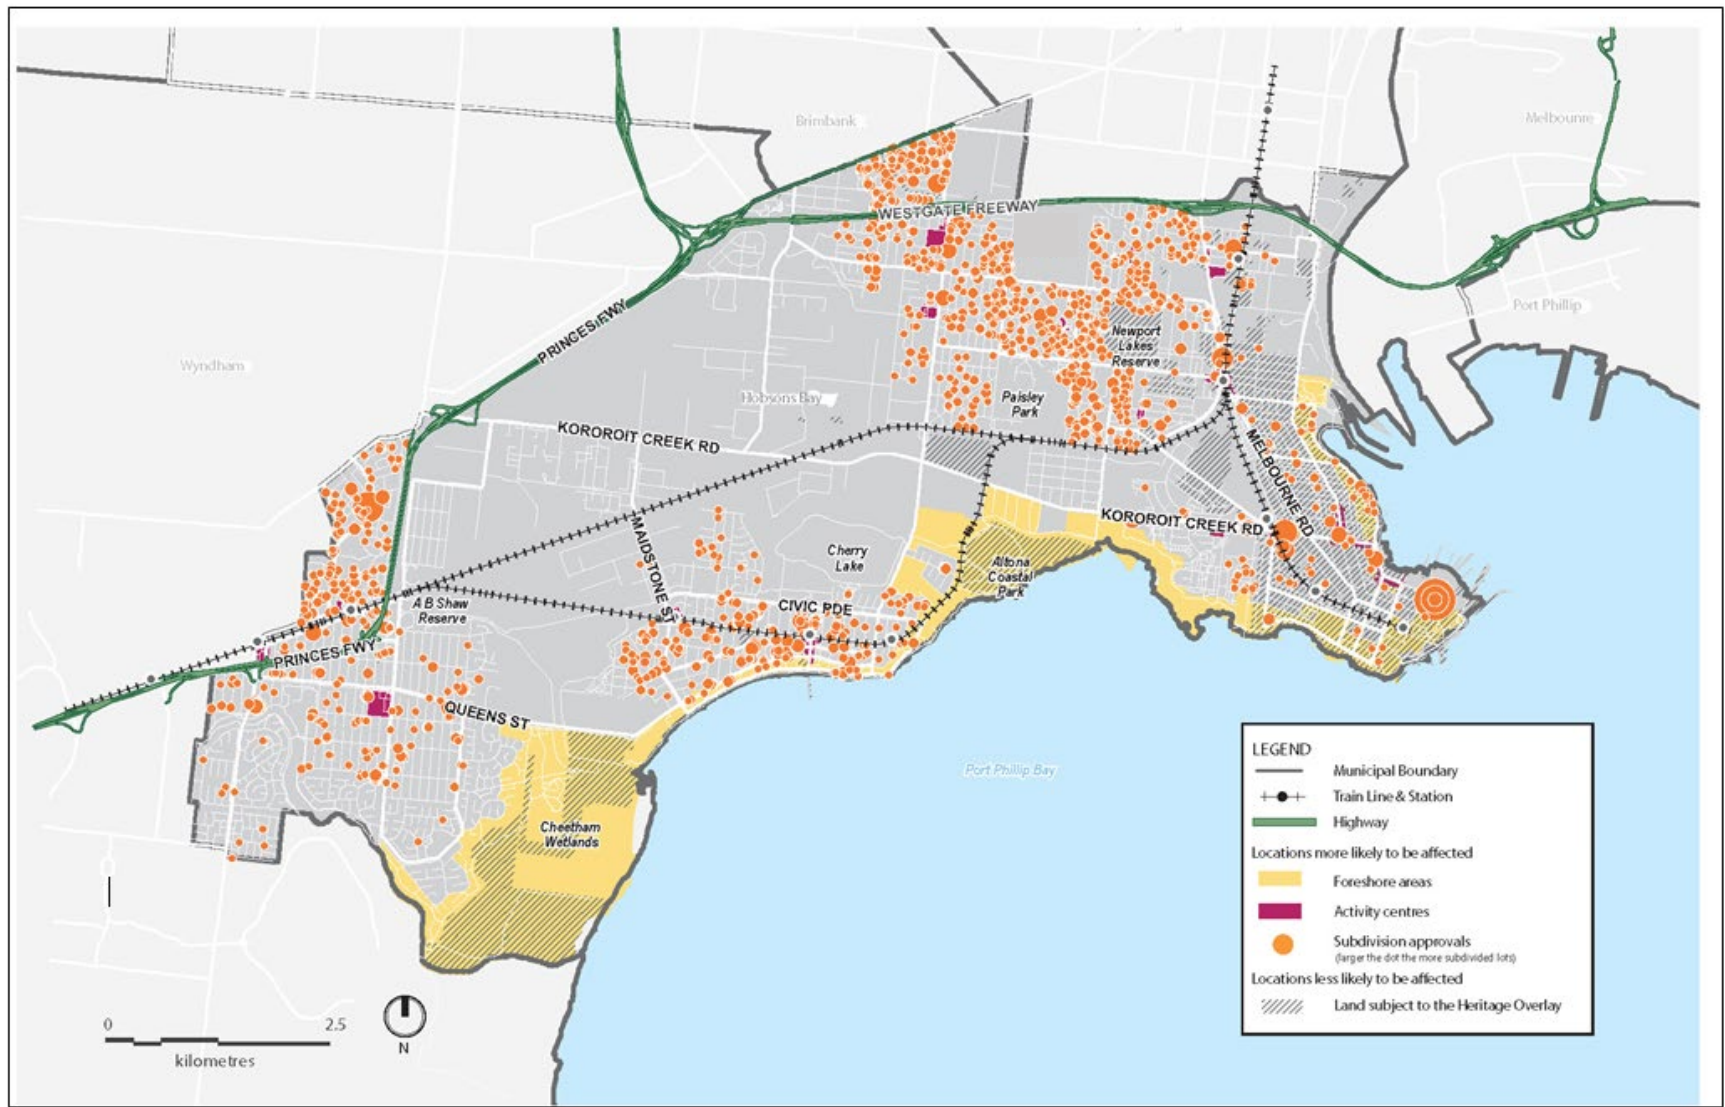 Brimbank
Melbourne
WESTGATE FREEWAY
Port Phillip
PRINCES FWY
Newport
Lakes
Reserve
Wyndham
Hobsons Bay
Paisley
Park
KOROROIT CREEK RD
MELBOURNE RD
KOROROIT CREEK RD
MAIDSTONE ST
Cherry
Lake
Altona
Coastal
Park
A B Shaw
Reserve
CIVIC PDE
PRINCES FWY
QUEENS ST
Port Phillip Bay
Cheetham
Wetlands
LEGEND
Municipal Boundary
Train Line & Station
Highway
Locations more likely to be affected
Foreshore areas
Activity centres
Subdivision approvals
(larger the dot the more subdivided lots)
Locations less likely to be affected
Land subject to the Heritage Overlay
0 2.5
kilometres
N